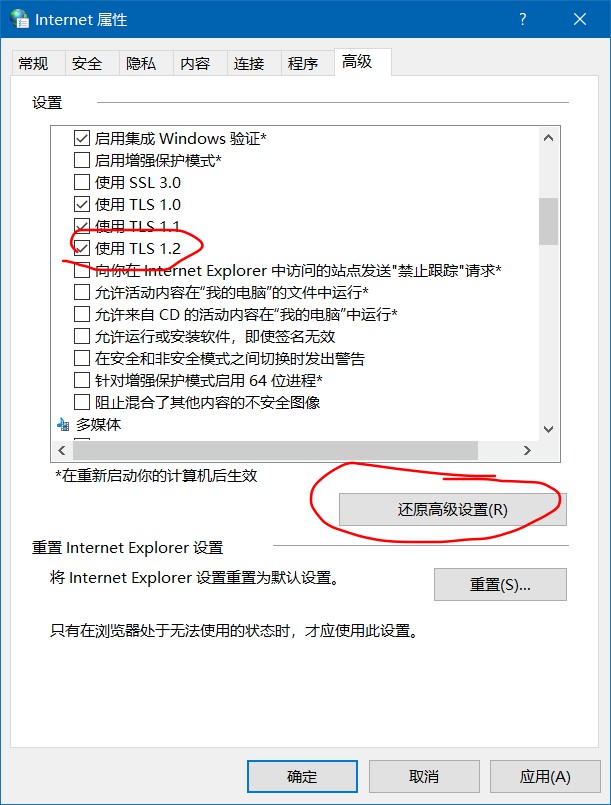 Internet 属性
?
常规 安全 隐私 内容 连接 程序 高级
设置
启用集成 Windows 验证*
启用增强保护模式*
使用 SSL 3.0
使用 TLS 1.0
使用 TLS 1.1
使用 TLS 1.2
向你在 Internet Explorer 中访问的站点发送"禁止跟踪"请求*
允许活动内容在“我的电脑”的文件中运行*
允许来自 CD 的活动内容在“我的电脑”中运行*
允许运行或安装软件，即使签名无效
在安全和非安全模式之间切换时发出警告
针对增强保护模式启用 64 位进程*
阻止混合了其他内容的不安全图像
多媒体
*在重新启动你的计算机后生效
还原高级设置(R)
重置 Internet Explorer 设置
将 Internet Explorer 设置重置为默认设置。
重置(S)...
只有在浏览器处于无法使用的状态时，才应使用此设置。
确定 取消 应用(A)